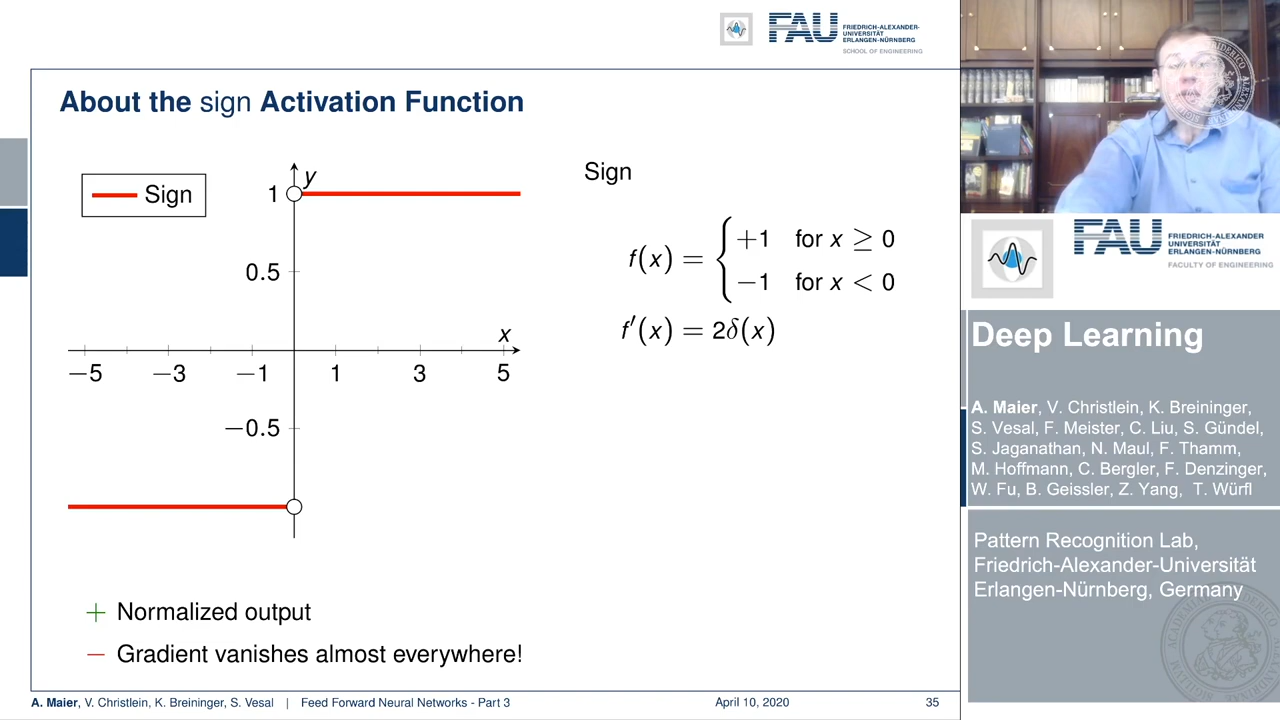 FAU
FRIEDRICH-ALEXANDER-
UNIVERSITÄT
ERLANGEN-NÜRNBERG
SCHOOL OF ENGINEERING
About the sign Activation Function
Sign
y
1
0.5
x
−5 −3 −1 1 3 5
−0.5
Sign
f(x) = { +1 for x ≥ 0
−1 for x < 0
f′(x) = 2δ(x)
+ Normalized output
− Gradient vanishes almost everywhere!
A. Maier, V. Christlein, K. Breininger, S. Vesal | Feed Forward Neural Networks - Part 3 April 10, 2020 35
FAU
FRIEDRICH-ALEXANDER
UNIVERSITÄT
ERLANGEN-NÜRNBERG
FACULTY OF ENGINEERING
Deep Learning
A. Maier, V. Christlein, K. Breininger,
S. Vesal, F. Meister, C. Liu, S. Gündel,
S. Jaganathan, N. Maul, F. Thamm,
M. Hoffmann, C. Bergler, F. Denzinger,
W. Fu, B. Geissler, Z. Yang, T. Würfl
Pattern Recognition Lab,
Friedrich-Alexander-Universität
Erlangen-Nürnberg, Germany